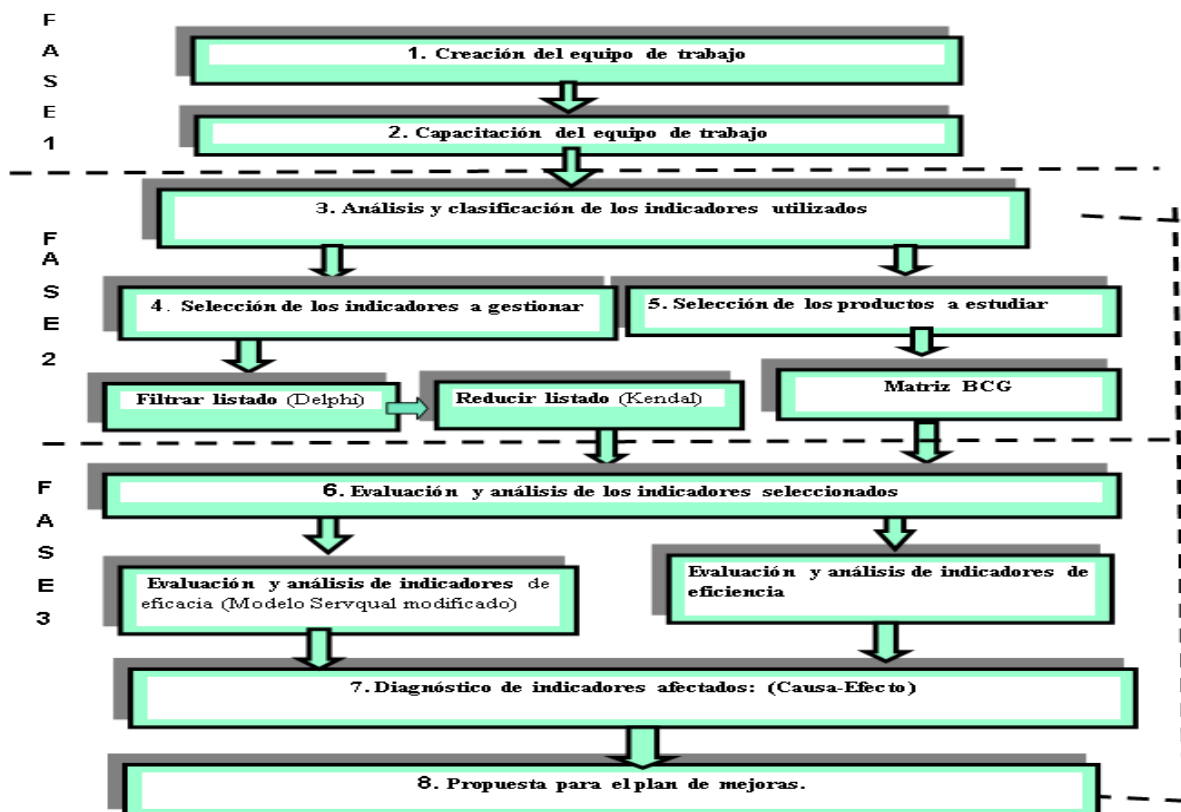 FASE 1
1. Creación del equipo de trabajo
2. Capacitación del equipo de trabajo
FASE 2
3. Análisis y clasificación de los indicadores utilizados
4. Selección de los indicadores a gestionar
5. Selección de los productos a estudiar
Filtrar listado (Delphi)
Reducir listado (Kendal)
Matriz BCG
FASE 3
6. Evaluación y análisis de los indicadores seleccionados
Evaluación y análisis de indicadores de
eficacia (Modelo Servqual modificado)
Evaluación y análisis de indicadores de
eficiencia
7. Diagnóstico de indicadores afectados: (Causa-Efecto)
8. Propuesta para el plan de mejoras.